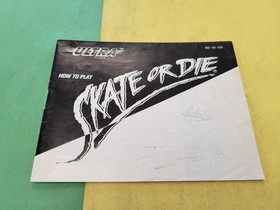 ULTRA
HOW TO PLAY
SKATE OR DIE